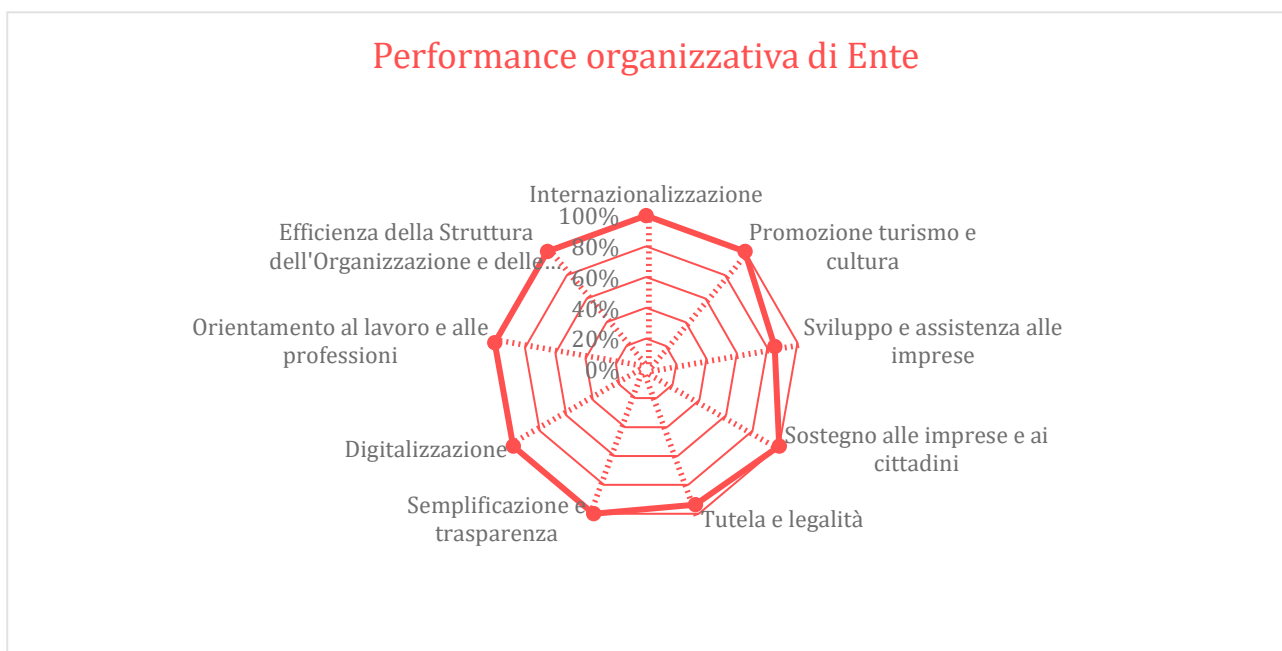 Performance organizzativa di Ente
Internazionalizzazione
100%
80%
60%
40%
20%
0%
Promozione turismo e
cultura
Sviluppo e assistenza alle
imprese
Sostegno alle imprese e ai
cittadini
Tutela e legalità
Semplificazione e
trasparenza
Digitalizzazione
Orientamento al lavoro e alle
professioni
Efficienza della Struttura
dell'Organizzazione e delle…